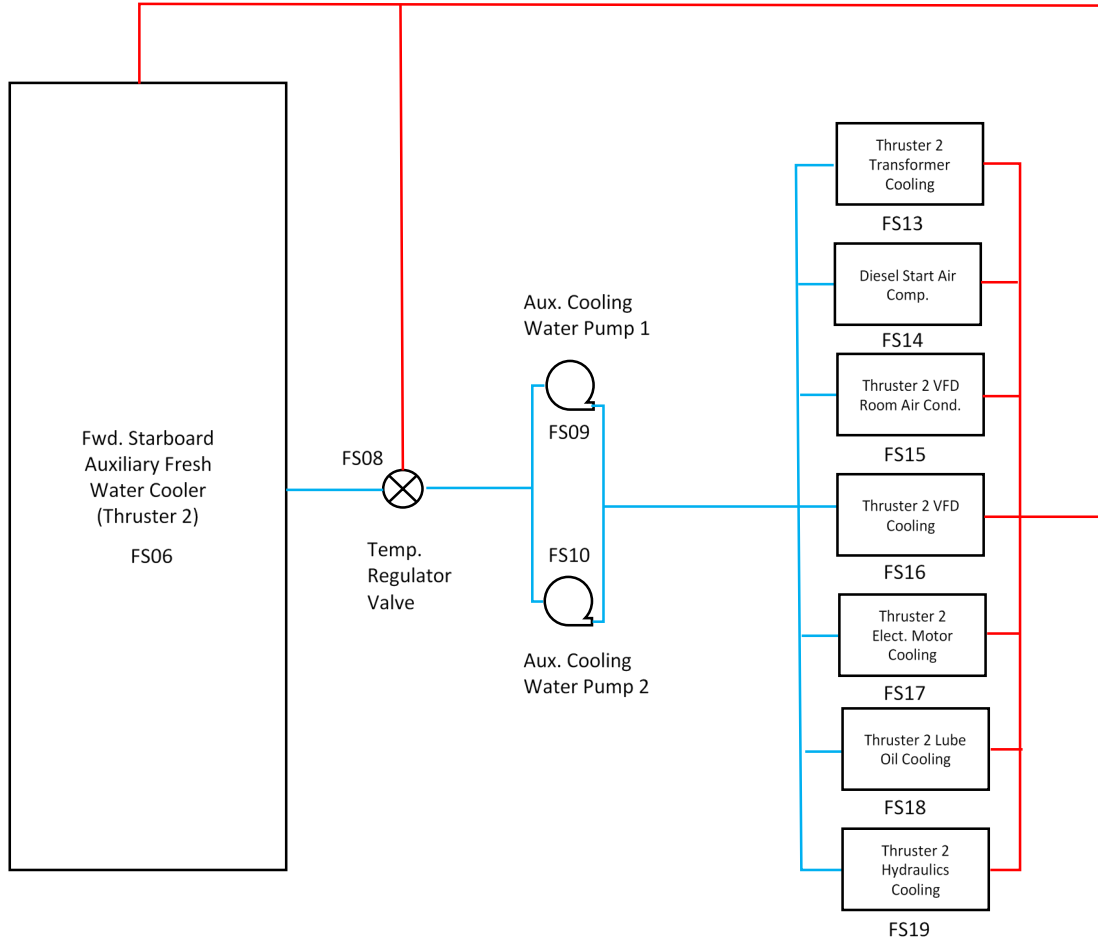 Fwd. Starboard
Auxiliary Fresh
Water Cooler
(Thruster 2)
FS06
FS08
Temp.
Regulator
Valve
Aux. Cooling
Water Pump 1
FS09
FS10
Aux. Cooling
Water Pump 2
Thruster 2
Transformer
Cooling
FS13
Diesel Start Air
Comp.
FS14
Thruster 2 VFD
Room Air Cond.
FS15
Thruster 2 VFD
Cooling
FS16
Thruster 2
Elect. Motor
Cooling
FS17
Thruster 2 Lube
Oil Cooling
FS18
Thruster 2
Hydraulics
Cooling
FS19